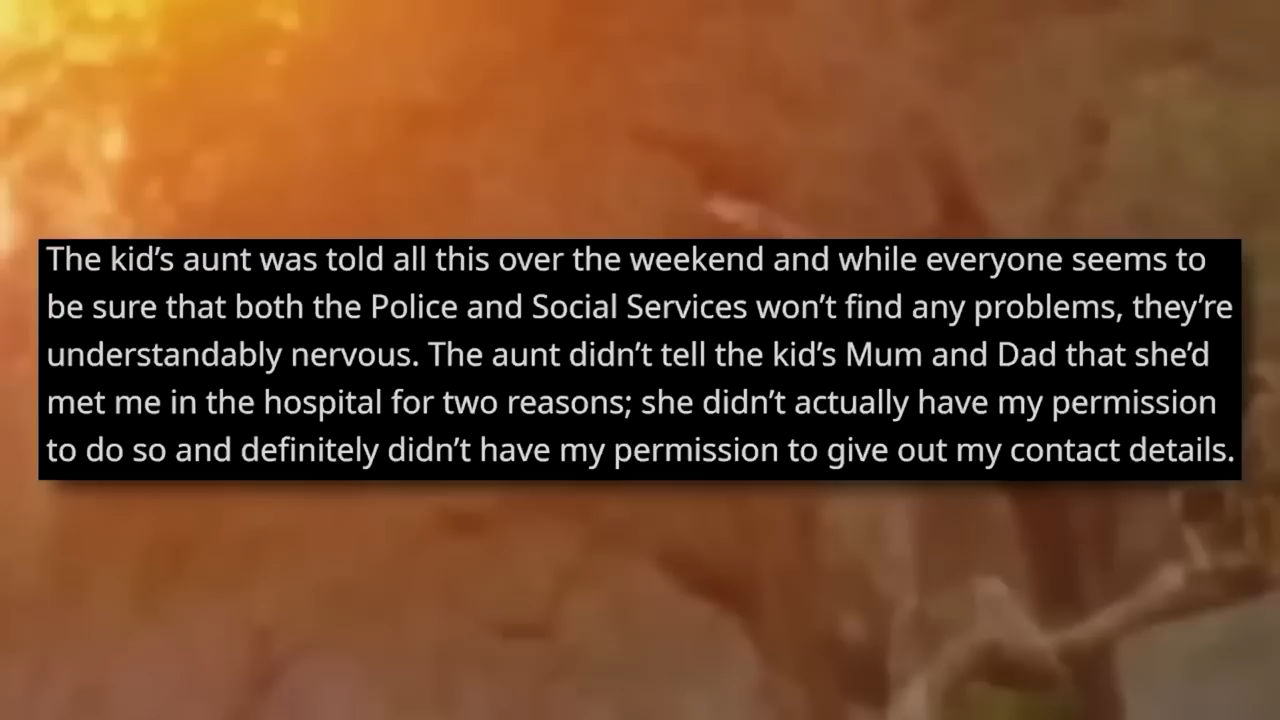 The kid’s aunt was told all this over the weekend and while everyone seems to
be sure that both the Police and Social Services won’t find any problems, they’re
understandably nervous. The aunt didn’t tell the kid’s Mum and Dad that she’d
met me in the hospital for two reasons; she didn’t actually have my permission
to do so and definitely didn’t have my permission to give out my contact details.